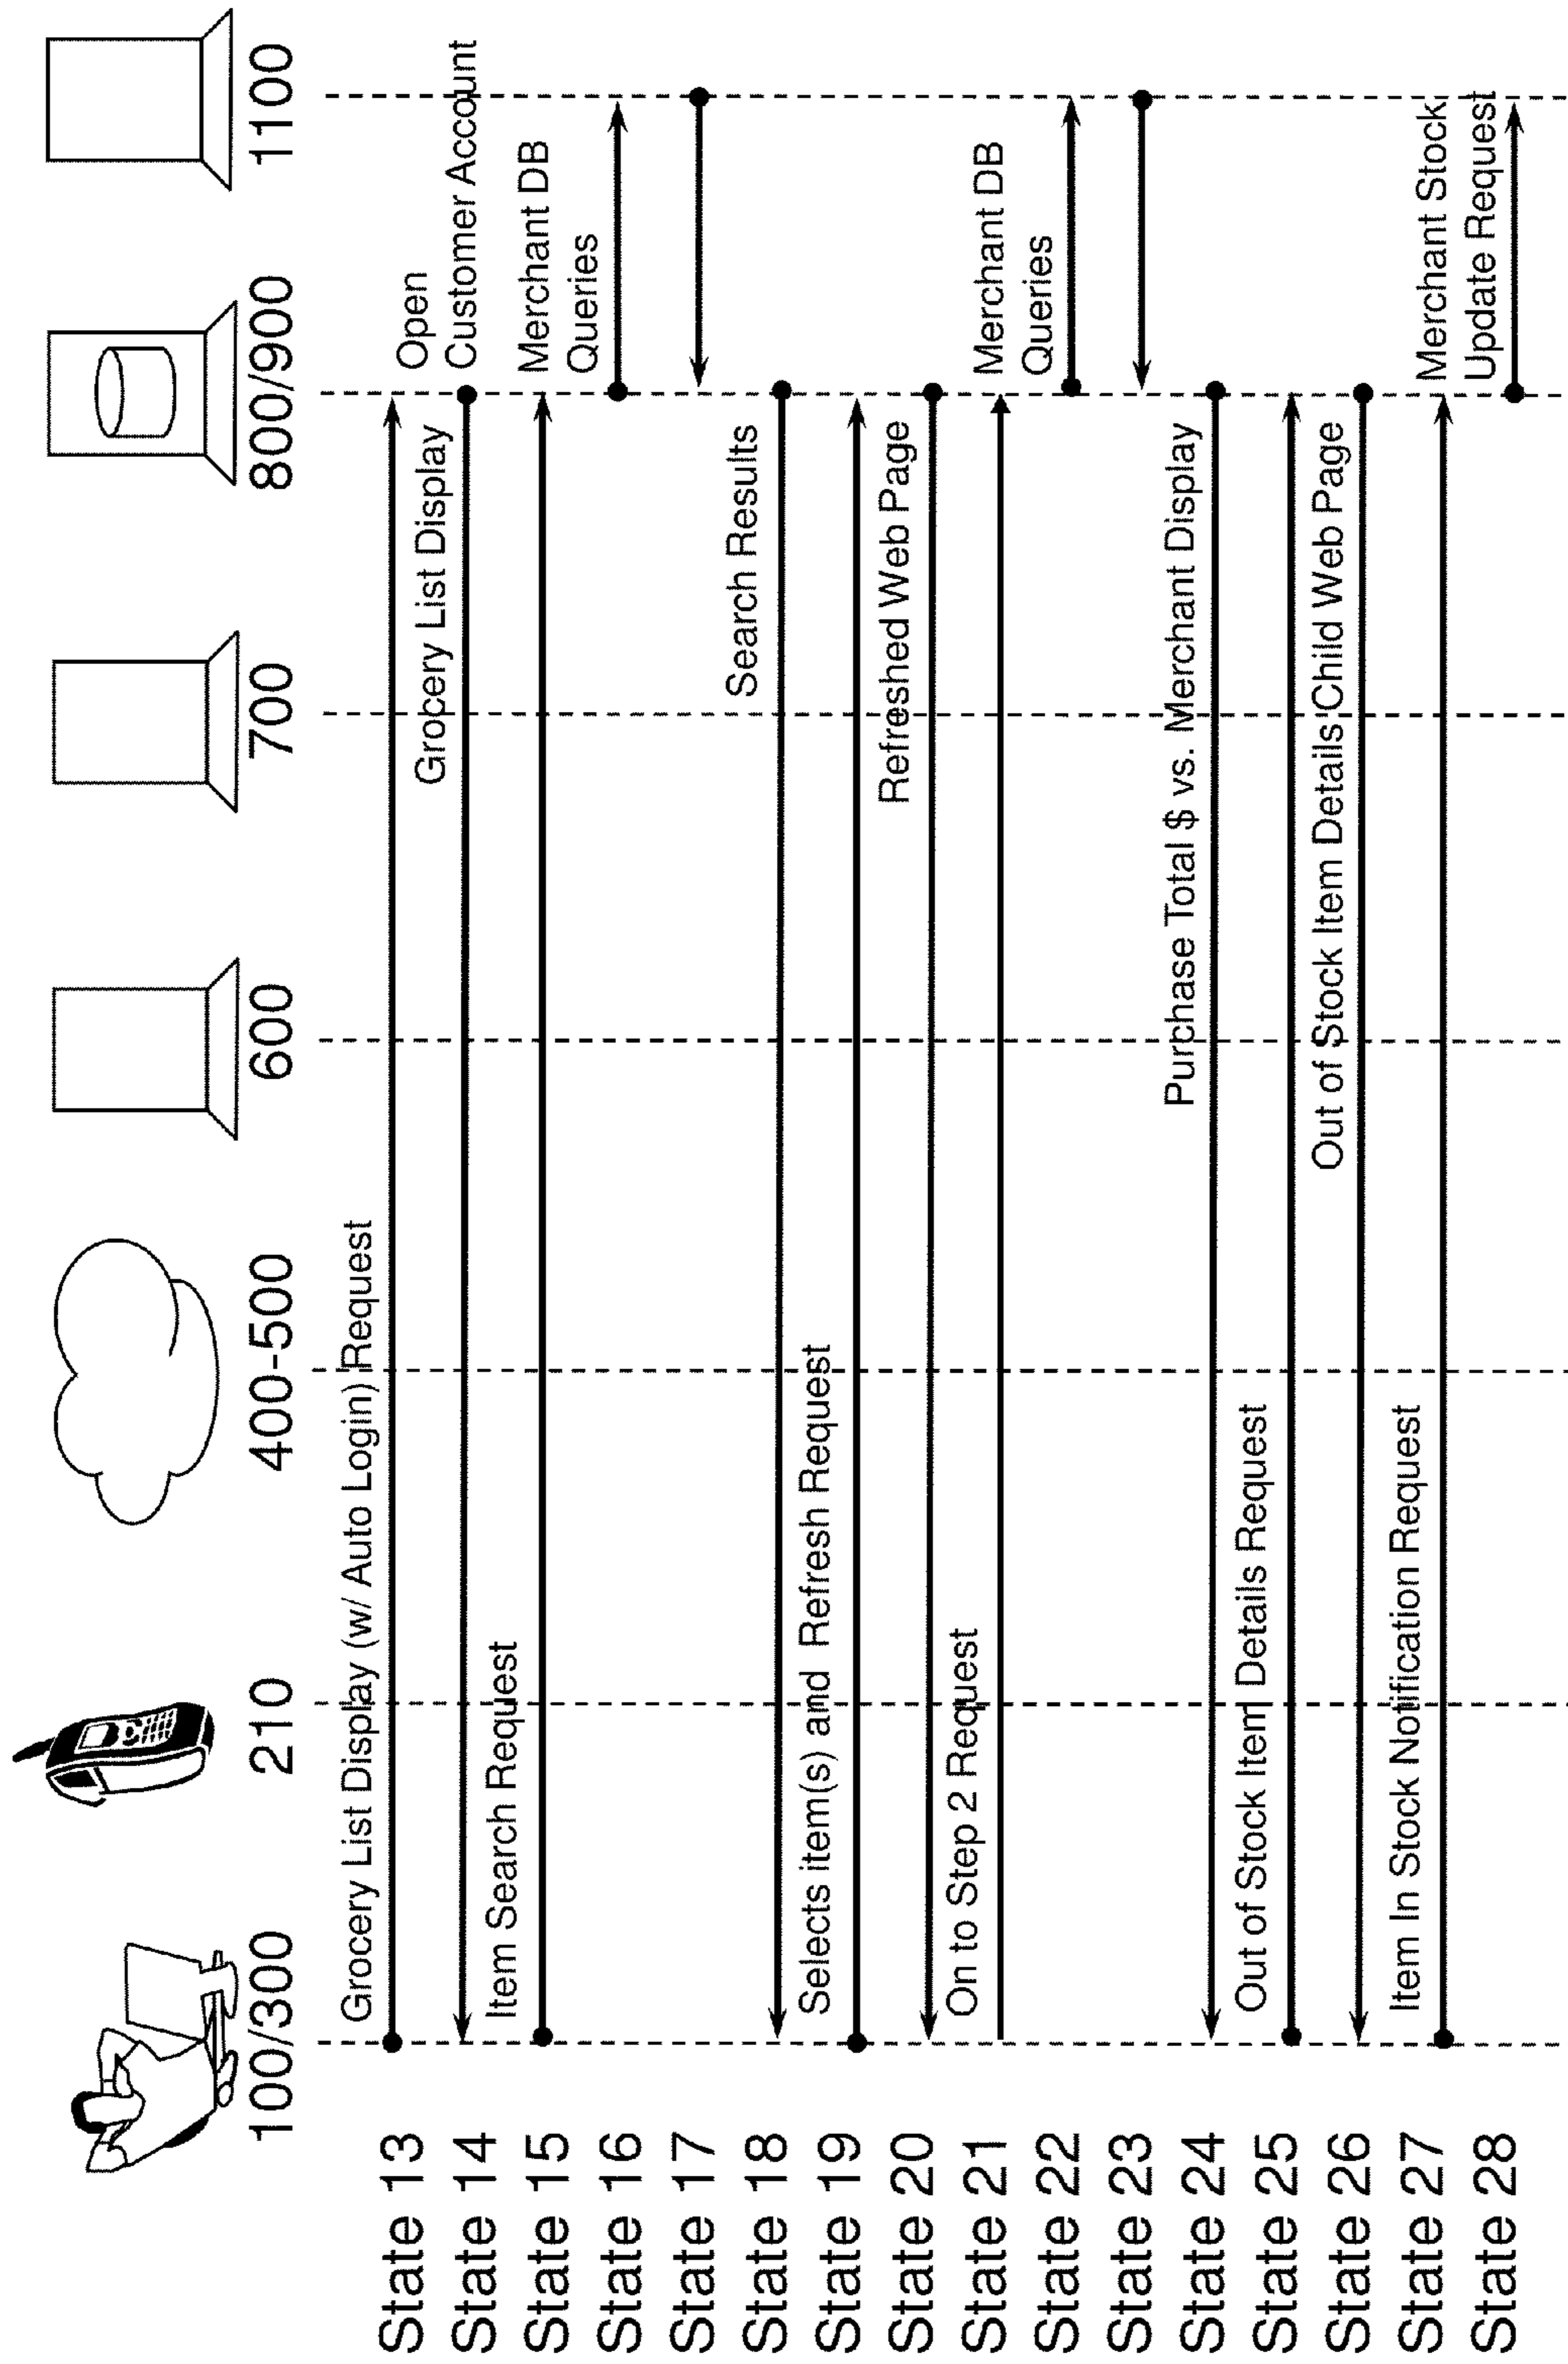 100/300
210
400-500
600
700
800/900
1100
State 13
Grocery List Display (w/ Auto Login) Request
Open
Customer Account
State 14
Grocery List Display
State 15
Item Search Request
Merchant DB
Queries
State 16
State 17
State 18
Search Results
State 19
Selects item(s) and Refresh Request
State 20
Refreshed Web Page
State 21
On to Step 2 Request
Merchant DB
Queries
State 22
State 23
State 24
Purchase Total $ vs. Merchant Display
State 25
Out of Stock Item Details Request
State 26
Out of Stock Item Details Child Web Page
State 27
Item In Stock Notification Request
Merchant Stock
Update Request
State 28